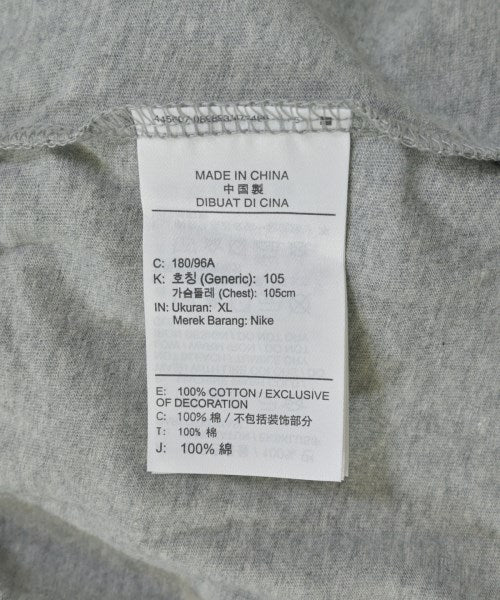 MADE IN CHINA
中国製
DIBUAT DI CINA
C: 180/96A
K: 호칭 (Generic): 105
가슴둘레 (Chest): 105cm
IN: Ukuran: XL
Merek Barang: Nike
E: 100% COTTON / EXCLUSIVE
OF DECORATION
C: 100% 棉 / 不包括装饰部分
T: 100% 棉
J: 100% 綿